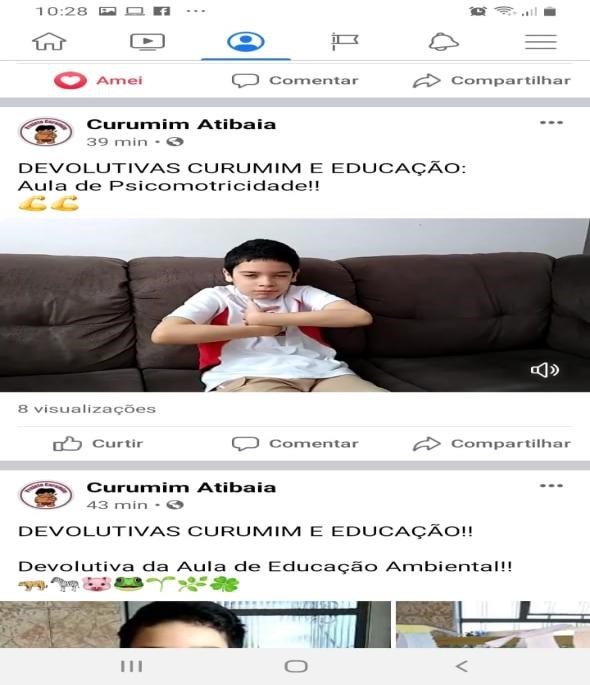 10:28
Amei Comentar Compartilhar
Curumim Atibaia
39 min
DEVOLUTIVAS CURUMIM E EDUCAÇÃO:
Aula de Psicomotricidade!!
8 visualizações
Curtir Comentar Compartilhar
Curumim Atibaia
43 min
DEVOLUTIVAS CURUMIM E EDUCAÇÃO!!
Devolutiva da Aula de Educação Ambiental!!